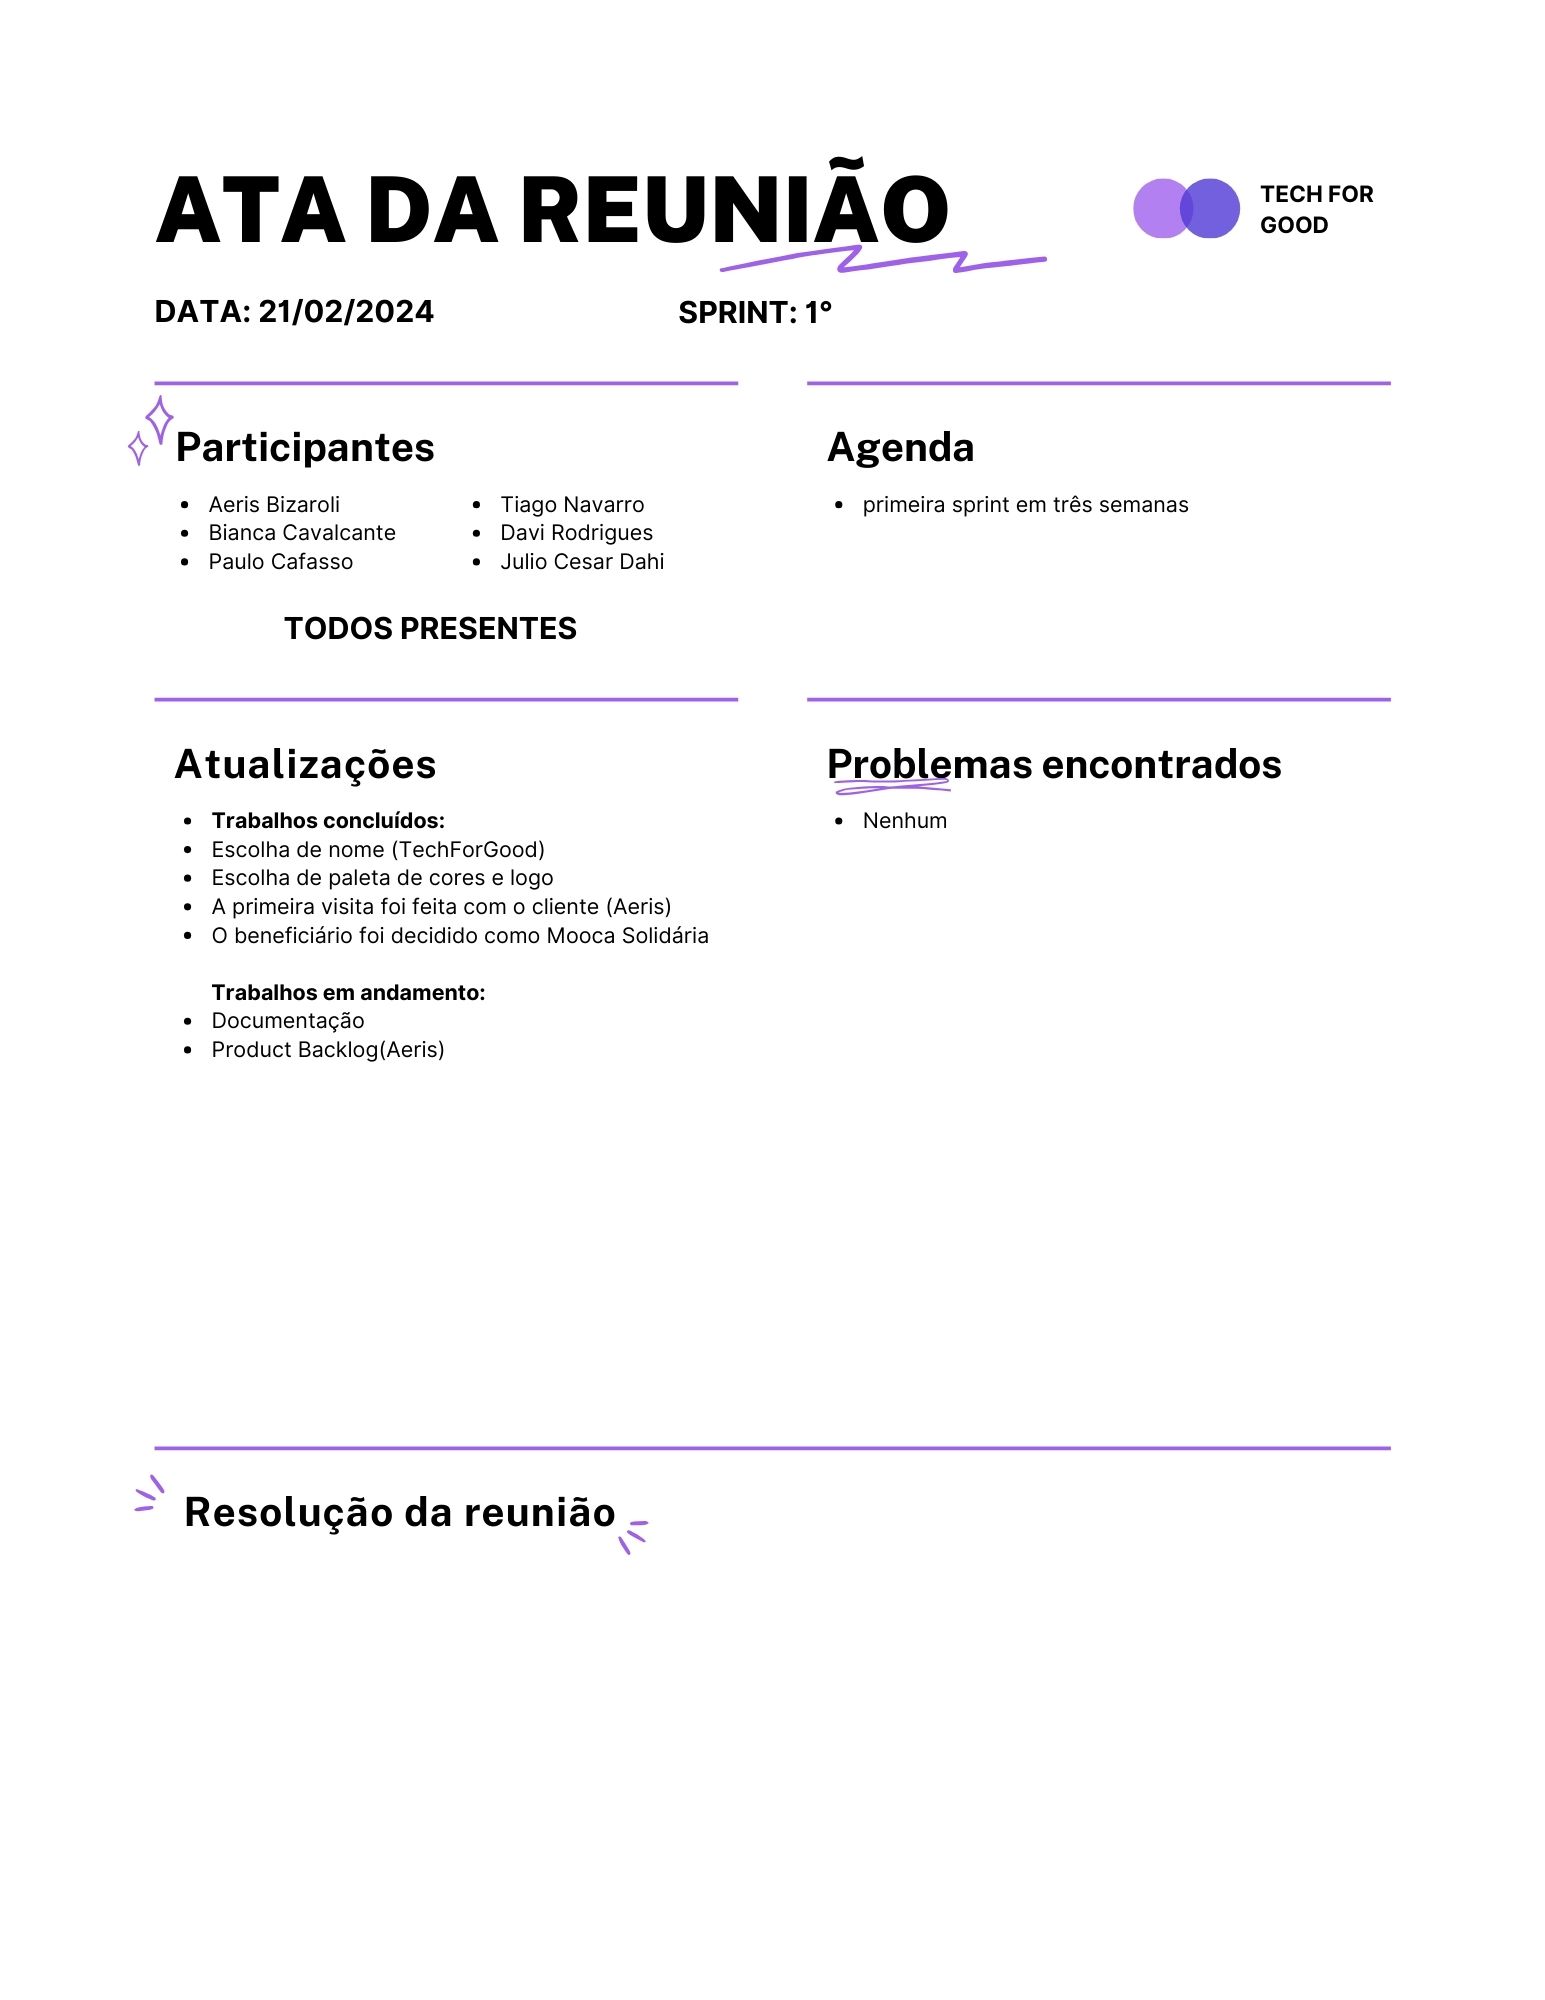 ATA DA REUNIÃO
TECH FOR
GOOD
DATA: 21/02/2024
SPRINT: 1°
Participantes
• Aeris Bizaroli
• Bianca Cavalcante
• Paulo Cafasso
• Tiago Navarro
• Davi Rodrigues
• Julio Cesar Dahi
TODOS PRESENTES
Agenda
• primeira sprint em três semanas
Atualizações
• Trabalhos concluídos:
• Escolha de nome (TechForGood)
• Escolha de paleta de cores e logo
• A primeira visita foi feita com o cliente (Aeris)
• O beneficiário foi decidido como Mooca Solidária
Trabalhos em andamento:
• Documentação
• Product Backlog(Aeris)
Problemas encontrados
• Nenhum
Resolução da reunião